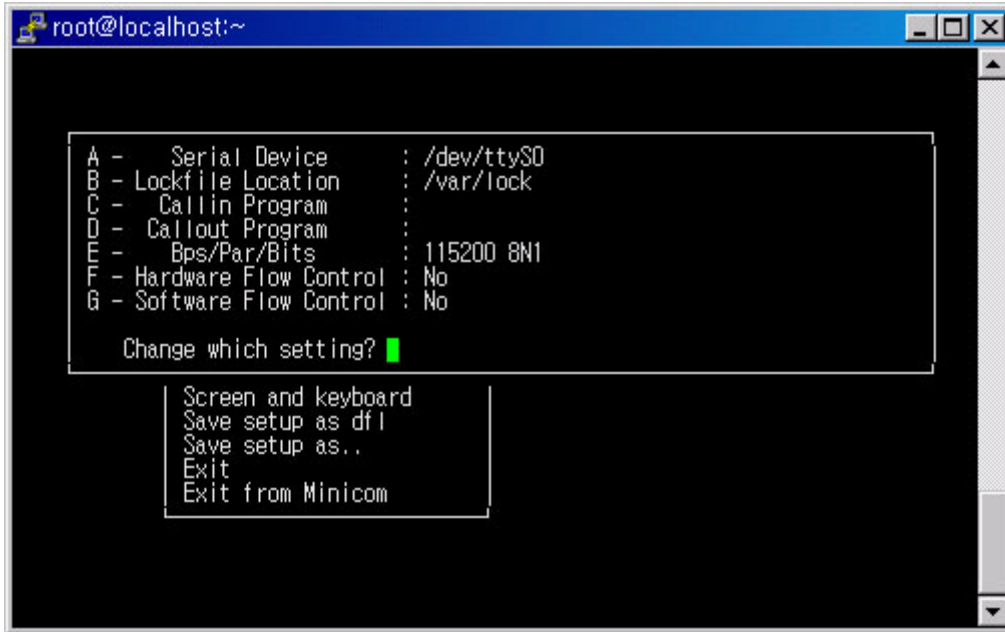 root@localhost:~
A -    Serial Device      : /dev/ttyS0
B - Lockfile Location     : /var/lock
C -   Callin Program      :
D -  Callout Program      :
E -    Bps/Par/Bits       : 115200 8N1
F - Hardware Flow Control : No
G - Software Flow Control : No
Change which setting?
Screen and keyboard
Save setup as dfl
Save setup as..
Exit
Exit from Minicom